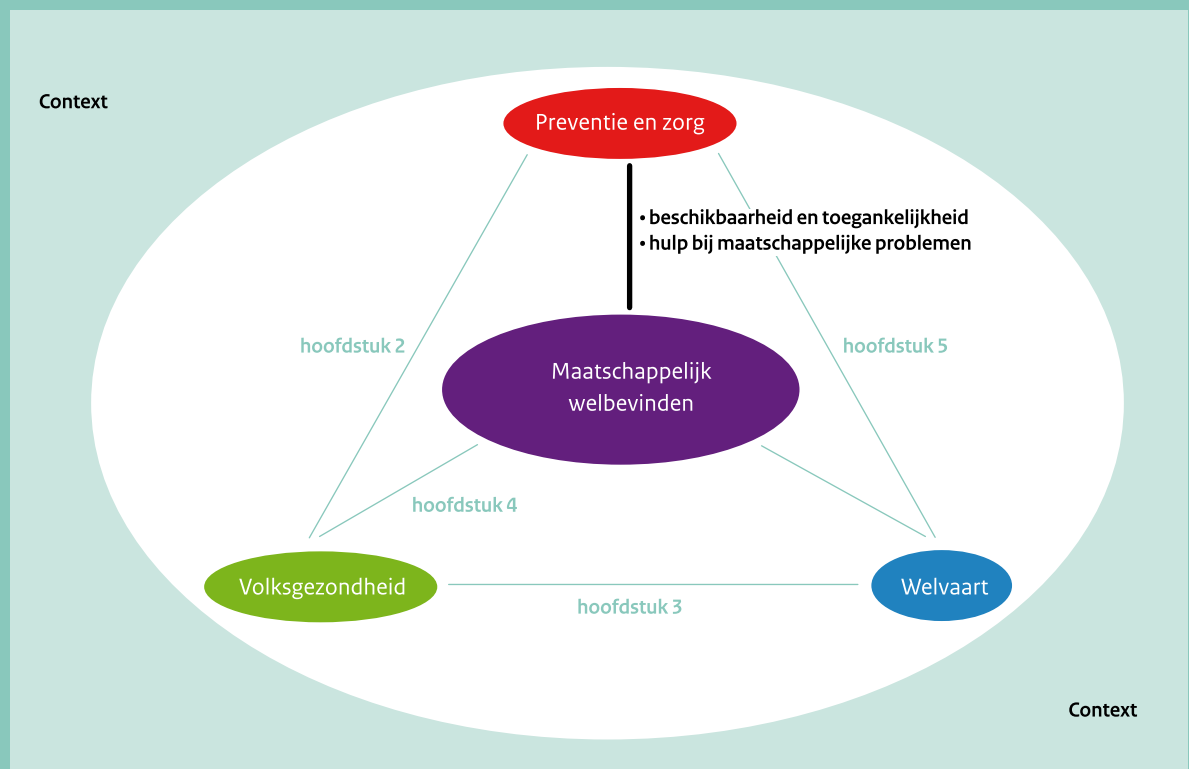 Context
Preventie en zorg
• beschikbaarheid en toegankelijkheid
• hulp bij maatschappelijke problemen
hoofdstuk 2
hoofdstuk 5
Maatschappelijk
welbevinden
hoofdstuk 4
Volksgezondheid
Welvaart
hoofdstuk 3
Context